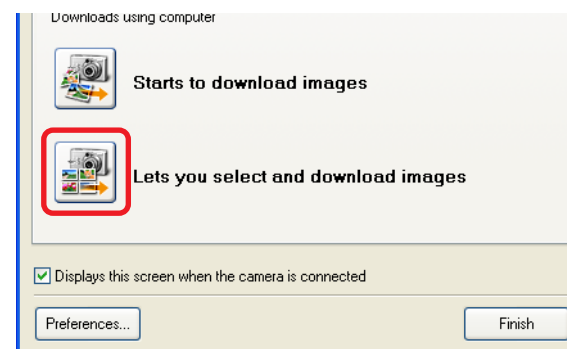 Downloads using computer
Starts to download images
Lets you select and download images
Displays this screen when the camera is connected
Preferences...
Finish